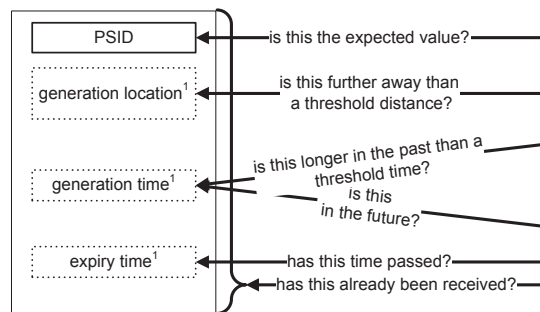 PSID
is this the expected value?
generation location1
is this further away than
a threshold distance?
is this longer in the past than a
threshold time?
generation time1
is this
in the future?
expiry time1
has this time passed?
has this already been received?